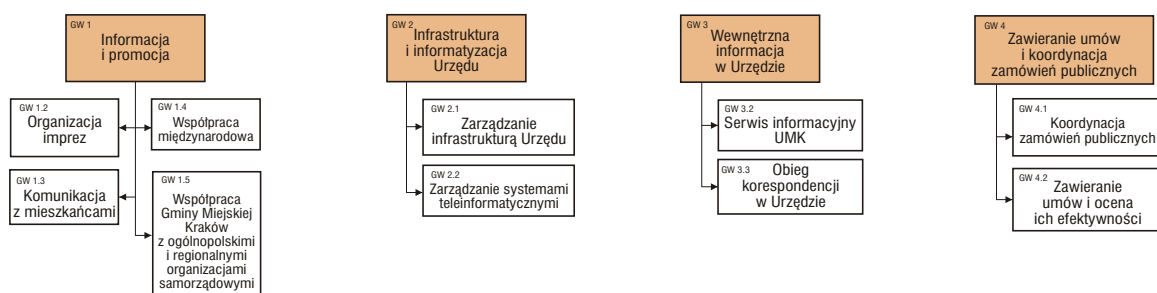 GW 1
Informacja
i promocja
GW 1.2
Organizacja
imprez
GW 1.4
Współpraca
międzynarodowa
GW 1.3
Komunikacja
z mieszkańcami
GW 1.5
Współpraca
Gminy Miejskiej
Kraków
z ogólnopolskimi
i regionalnymi
organizacjami
samorządowymi
GW 2
Infrastruktura
i informatyzacja
Urzędu
GW 2.1
Zarządzanie
infrastrukturą Urzędu
GW 2.2
Zarządzanie systemami
teleinformatycznymi
GW 3
Wewnętrzna
informacja
w Urzędzie
GW 3.2
Serwis informacyjny
UMK
GW 3.3
Obieg
korespondencji
w Urzędzie
GW 4
Zawieranie umów
i koordynacja
zamówień publicznych
GW 4.1
Koordynacja
zamówień publicznych
GW 4.2
Zawieranie
umów i ocena
ich efektywności